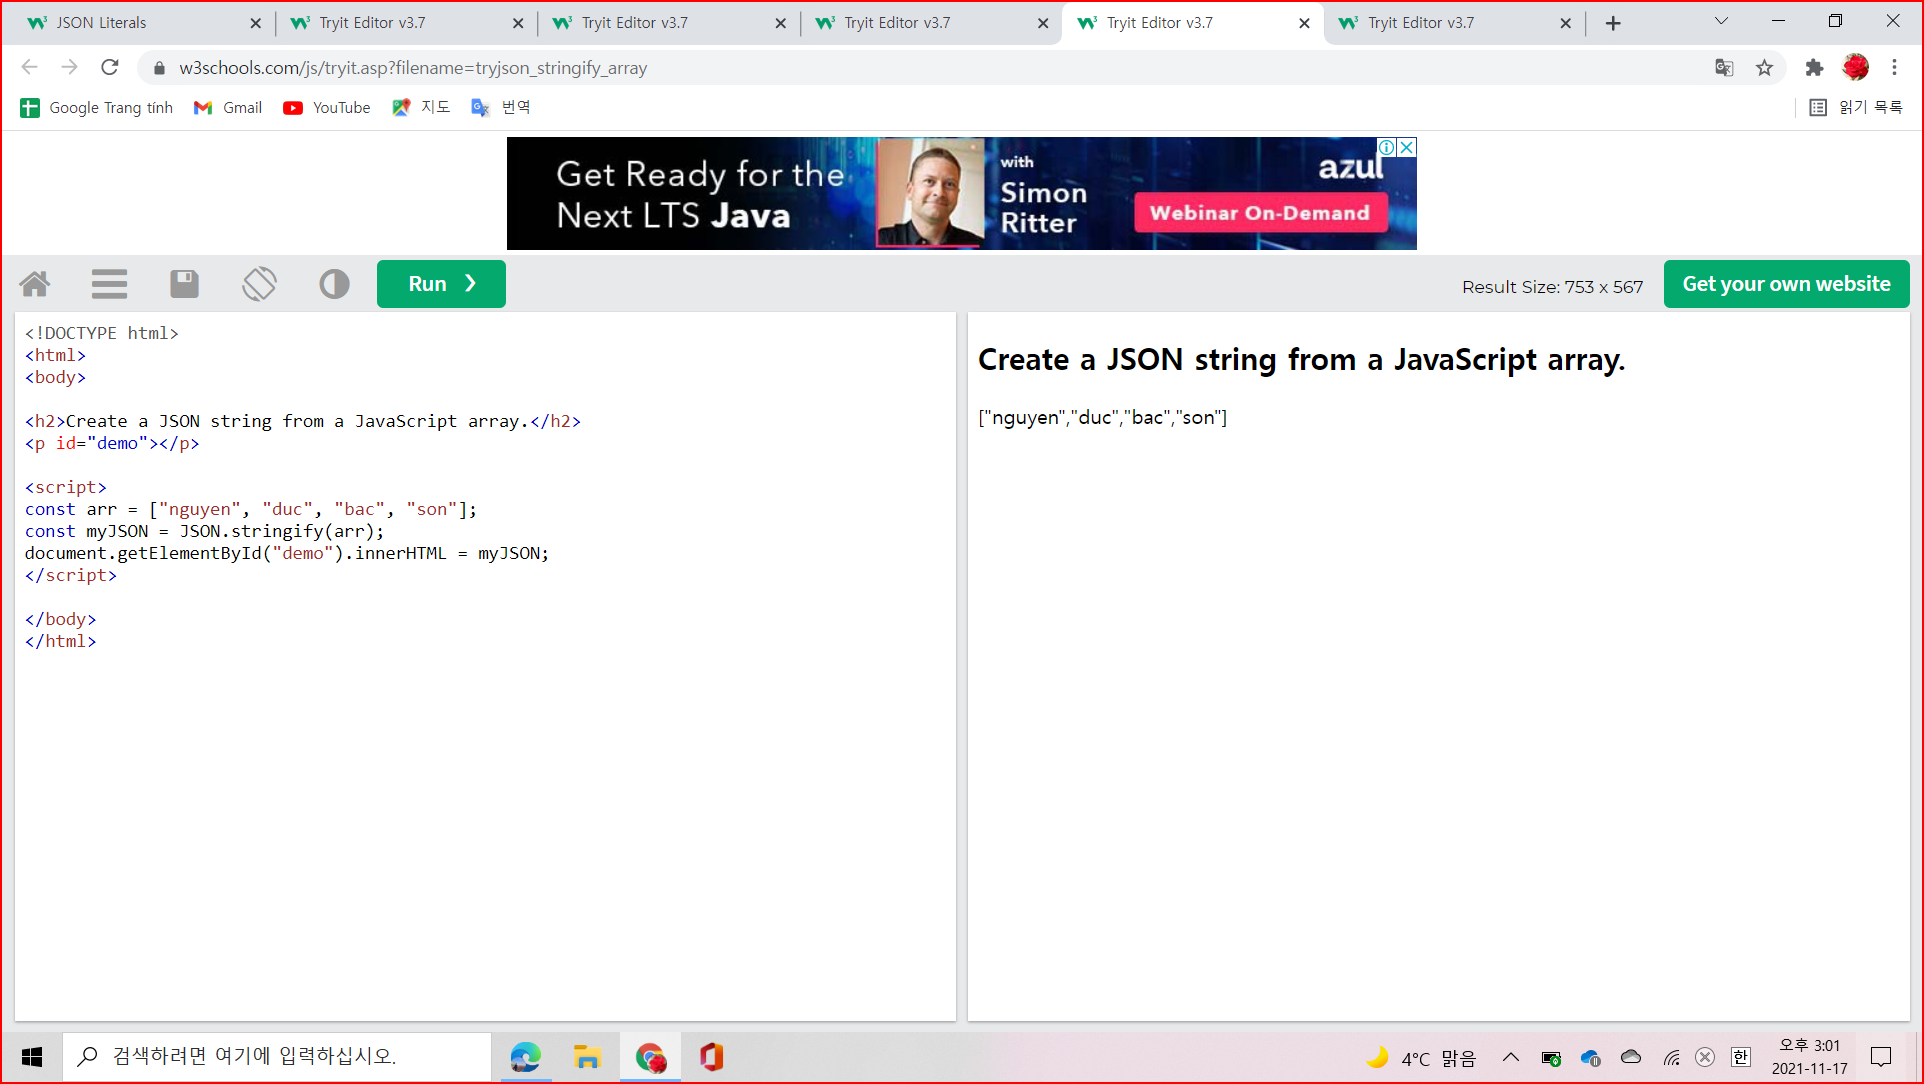 JSON Literals
Tryit Editor v3.7
Tryit Editor v3.7
Tryit Editor v3.7
Tryit Editor v3.7
Tryit Editor v3.7
w3schools.com/js/tryit.asp?filename=tryjson_stringify_array
Google Trang tính
Gmail
YouTube
지도
번역
읽기 목록
Get Ready for the
Next LTS Java
with
Simon
Ritter
azul
Webinar On-Demand
Run ❯
Result Size: 753 x 567
Get your own website
<!DOCTYPE html>
<html>
<body>
<h2>Create a JSON string from a JavaScript array.</h2>
<p id="demo"></p>
<script>
const arr = ["nguyen", "duc", "bac", "son"];
const myJSON = JSON.stringify(arr);
document.getElementById("demo").innerHTML = myJSON;
</script>
</body>
</html>
Create a JSON string from a JavaScript array.
["nguyen","duc","bac","son"]
검색하려면 여기에 입력하십시오.
4°C 맑음
한
오후 3:01
2021-11-17